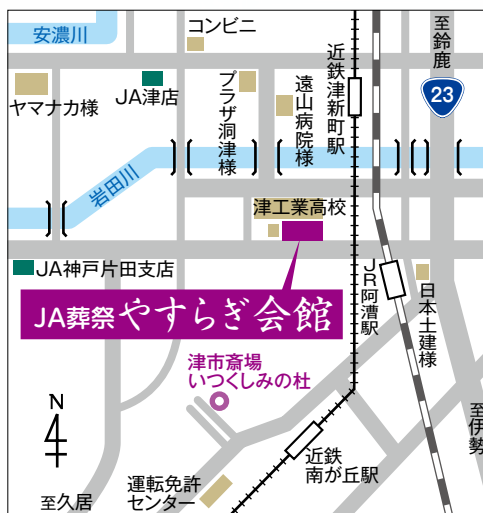 安濃川
コンビニ
至鈴鹿
23
近鉄津新町駅
ヤマナカ様
JA津店
プラザ洞津様
遠山病院様
岩田川
津工業高校
JA神戸片田支店
JR阿漕駅
日本土建様
JA葬祭 やすらぎ会館
津市斎場
いつくしみの杜
N
至伊勢
近鉄
南が丘駅
運転免許
センター
至久居